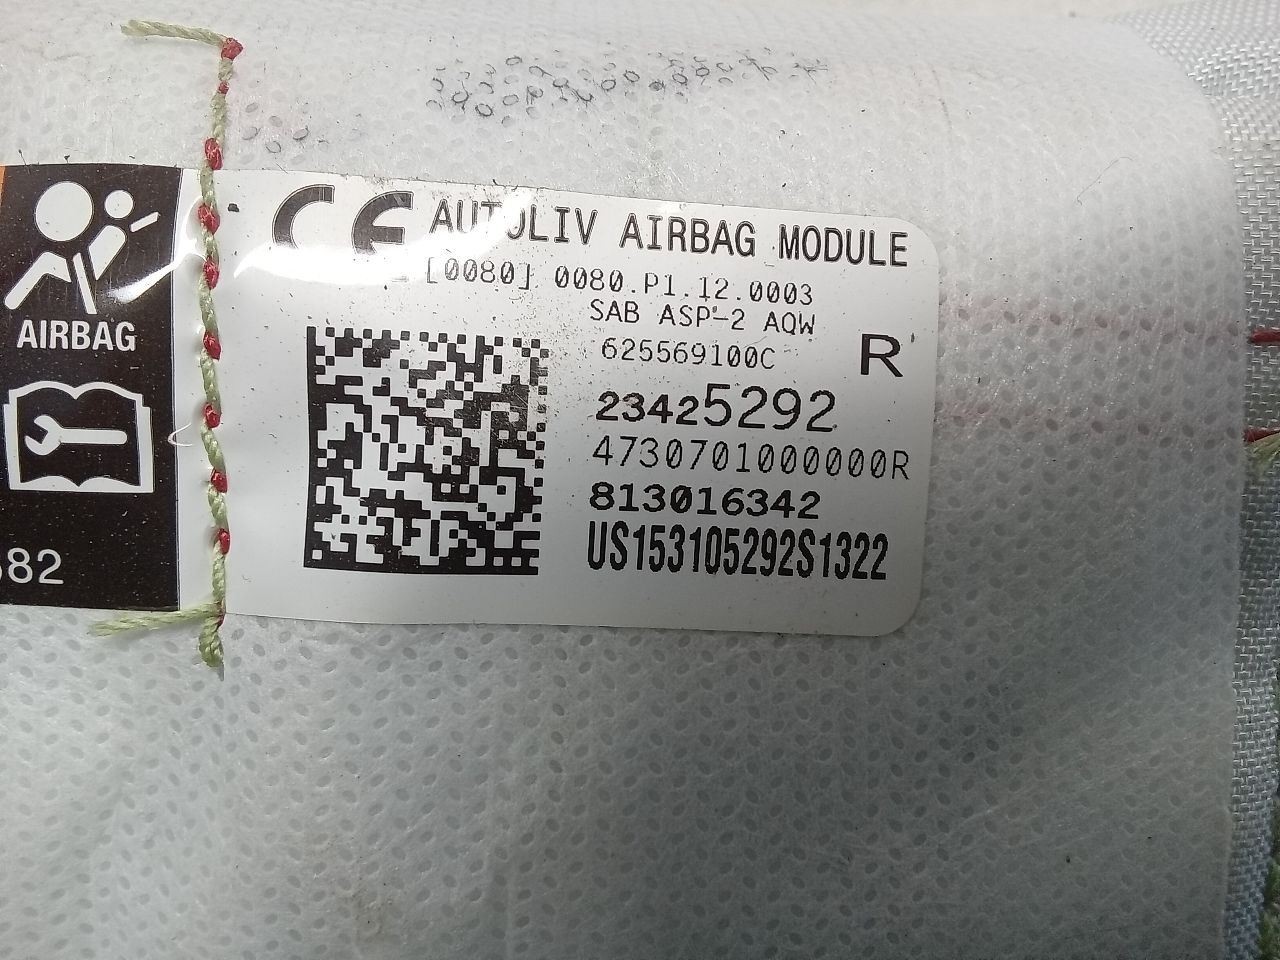 AIRBAG
82
CE AUTOLIV AIRBAG MODULE
[0080] 0080.P1.12.0003
SAB ASP-2 AQW
625569100C R
23425292
4730701000000R
813016342
US153105292S1322